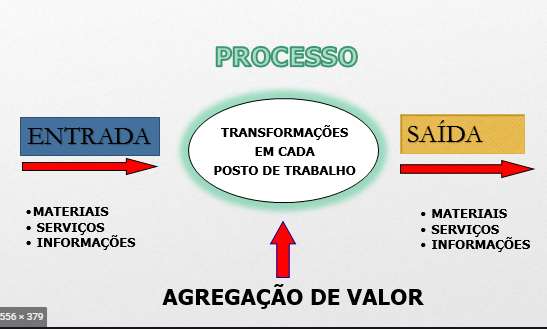 PROCESSO
ENTRADA
TRANSFORMAÇÕES
EM CADA
POSTO DE TRABALHO
SAÍDA
• MATERIAIS
• SERVIÇOS
• INFORMAÇÕES
• MATERIAIS
• SERVIÇOS
• INFORMAÇÕES
AGREGAÇÃO DE VALOR
556 × 379